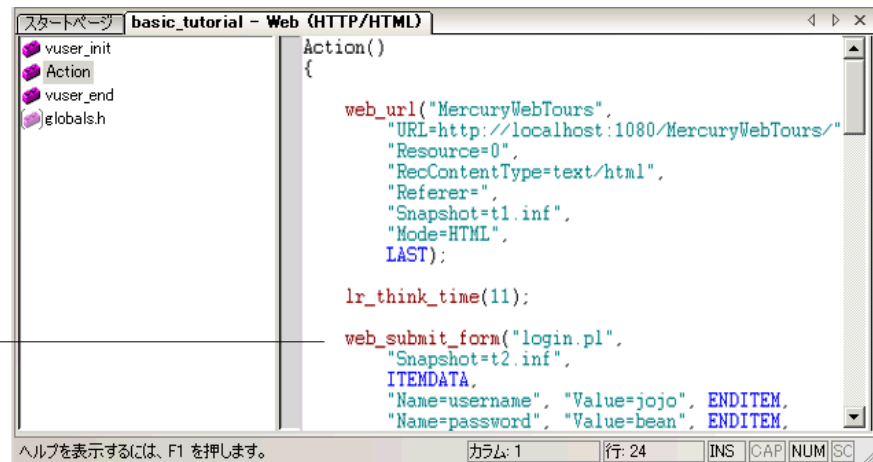 スタートページ basic_tutorial - Web (HTTP/HTML)
vuser_init
Action
vuser_end
globals.h
Action()
{
web_url("MercuryWebTours",
"URL=http://localhost:1080/MercuryWebTours/"
"Resource=0",
"RecContentType=text/html",
"Referer=",
"Snapshot=t1.inf",
"Mode=HTML",
LAST);
lr_think_time(11);
web_submit_form("login.pl",
"Snapshot=t2.inf",
ITEMDATA,
"Name=username", "Value=jojo", ENDITEM,
"Name=password", "Value=bean", ENDITEM,
ヘルプを表示するには、F1 を押します。 カラム: 1 行: 24 INS CAP NUM SC